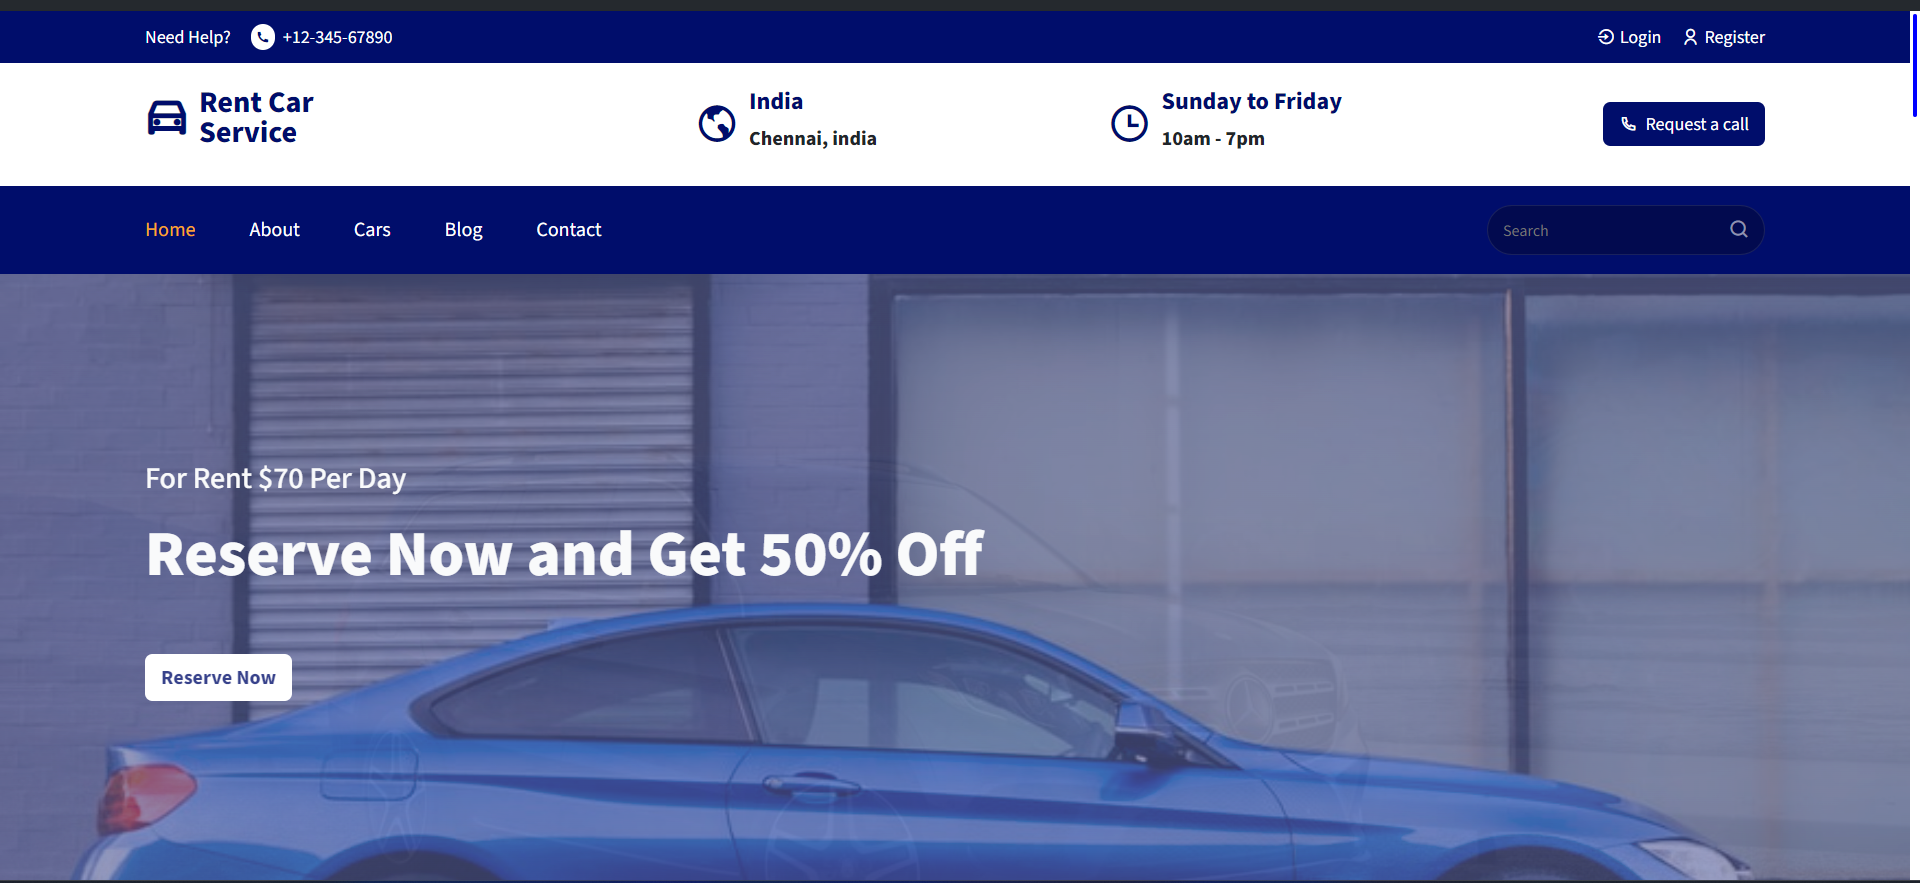 Need Help? +12-345-67890 Login Register
Rent Car
Service
India
Chennai, india
Sunday to Friday
10am - 7pm
Request a call
Home About Cars Blog Contact Search
For Rent $70 Per Day
Reserve Now and Get 50% Off
Reserve Now